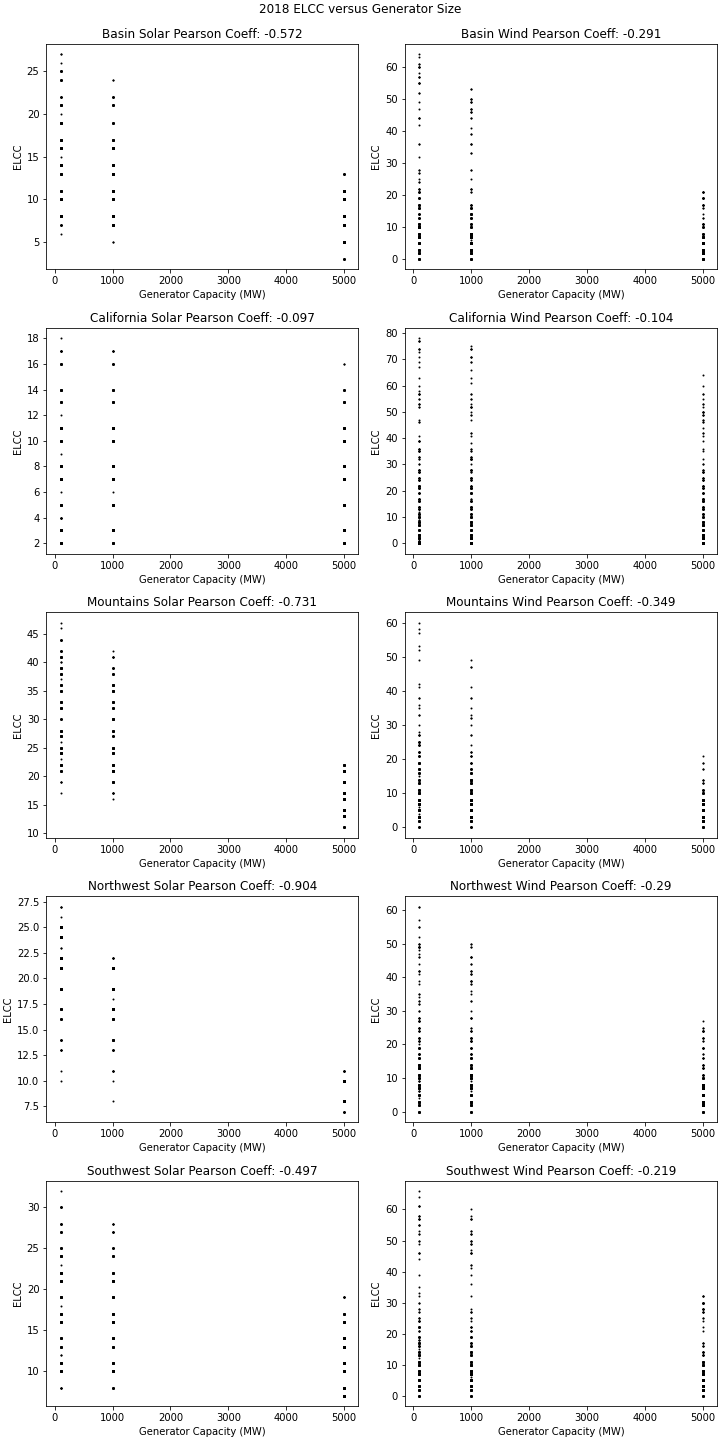 2018 ELCC versus Generator Size
Basin Solar Pearson Coeff: -0.572
25
20
15
10
5
ELCC
0 1000 2000 3000 4000 5000
Generator Capacity (MW)
Basin Wind Pearson Coeff: -0.291
60
50
40
30
20
10
0
ELCC
0 1000 2000 3000 4000 5000
Generator Capacity (MW)
California Solar Pearson Coeff: -0.097
18
16
14
12
10
8
6
4
2
ELCC
0 1000 2000 3000 4000 5000
Generator Capacity (MW)
California Wind Pearson Coeff: -0.104
80
70
60
50
40
30
20
10
0
ELCC
0 1000 2000 3000 4000 5000
Generator Capacity (MW)
Mountains Solar Pearson Coeff: -0.731
45
40
35
30
25
20
15
10
ELCC
0 1000 2000 3000 4000 5000
Generator Capacity (MW)
Mountains Wind Pearson Coeff: -0.349
60
50
40
30
20
10
0
ELCC
0 1000 2000 3000 4000 5000
Generator Capacity (MW)
Northwest Solar Pearson Coeff: -0.904
27.5
25.0
22.5
20.0
17.5
15.0
12.5
10.0
7.5
ELCC
0 1000 2000 3000 4000 5000
Generator Capacity (MW)
Northwest Wind Pearson Coeff: -0.29
60
50
40
30
20
10
0
ELCC
0 1000 2000 3000 4000 5000
Generator Capacity (MW)
Southwest Solar Pearson Coeff: -0.497
30
25
20
15
10
ELCC
0 1000 2000 3000 4000 5000
Generator Capacity (MW)
Southwest Wind Pearson Coeff: -0.219
60
50
40
30
20
10
0
ELCC
0 1000 2000 3000 4000 5000
Generator Capacity (MW)